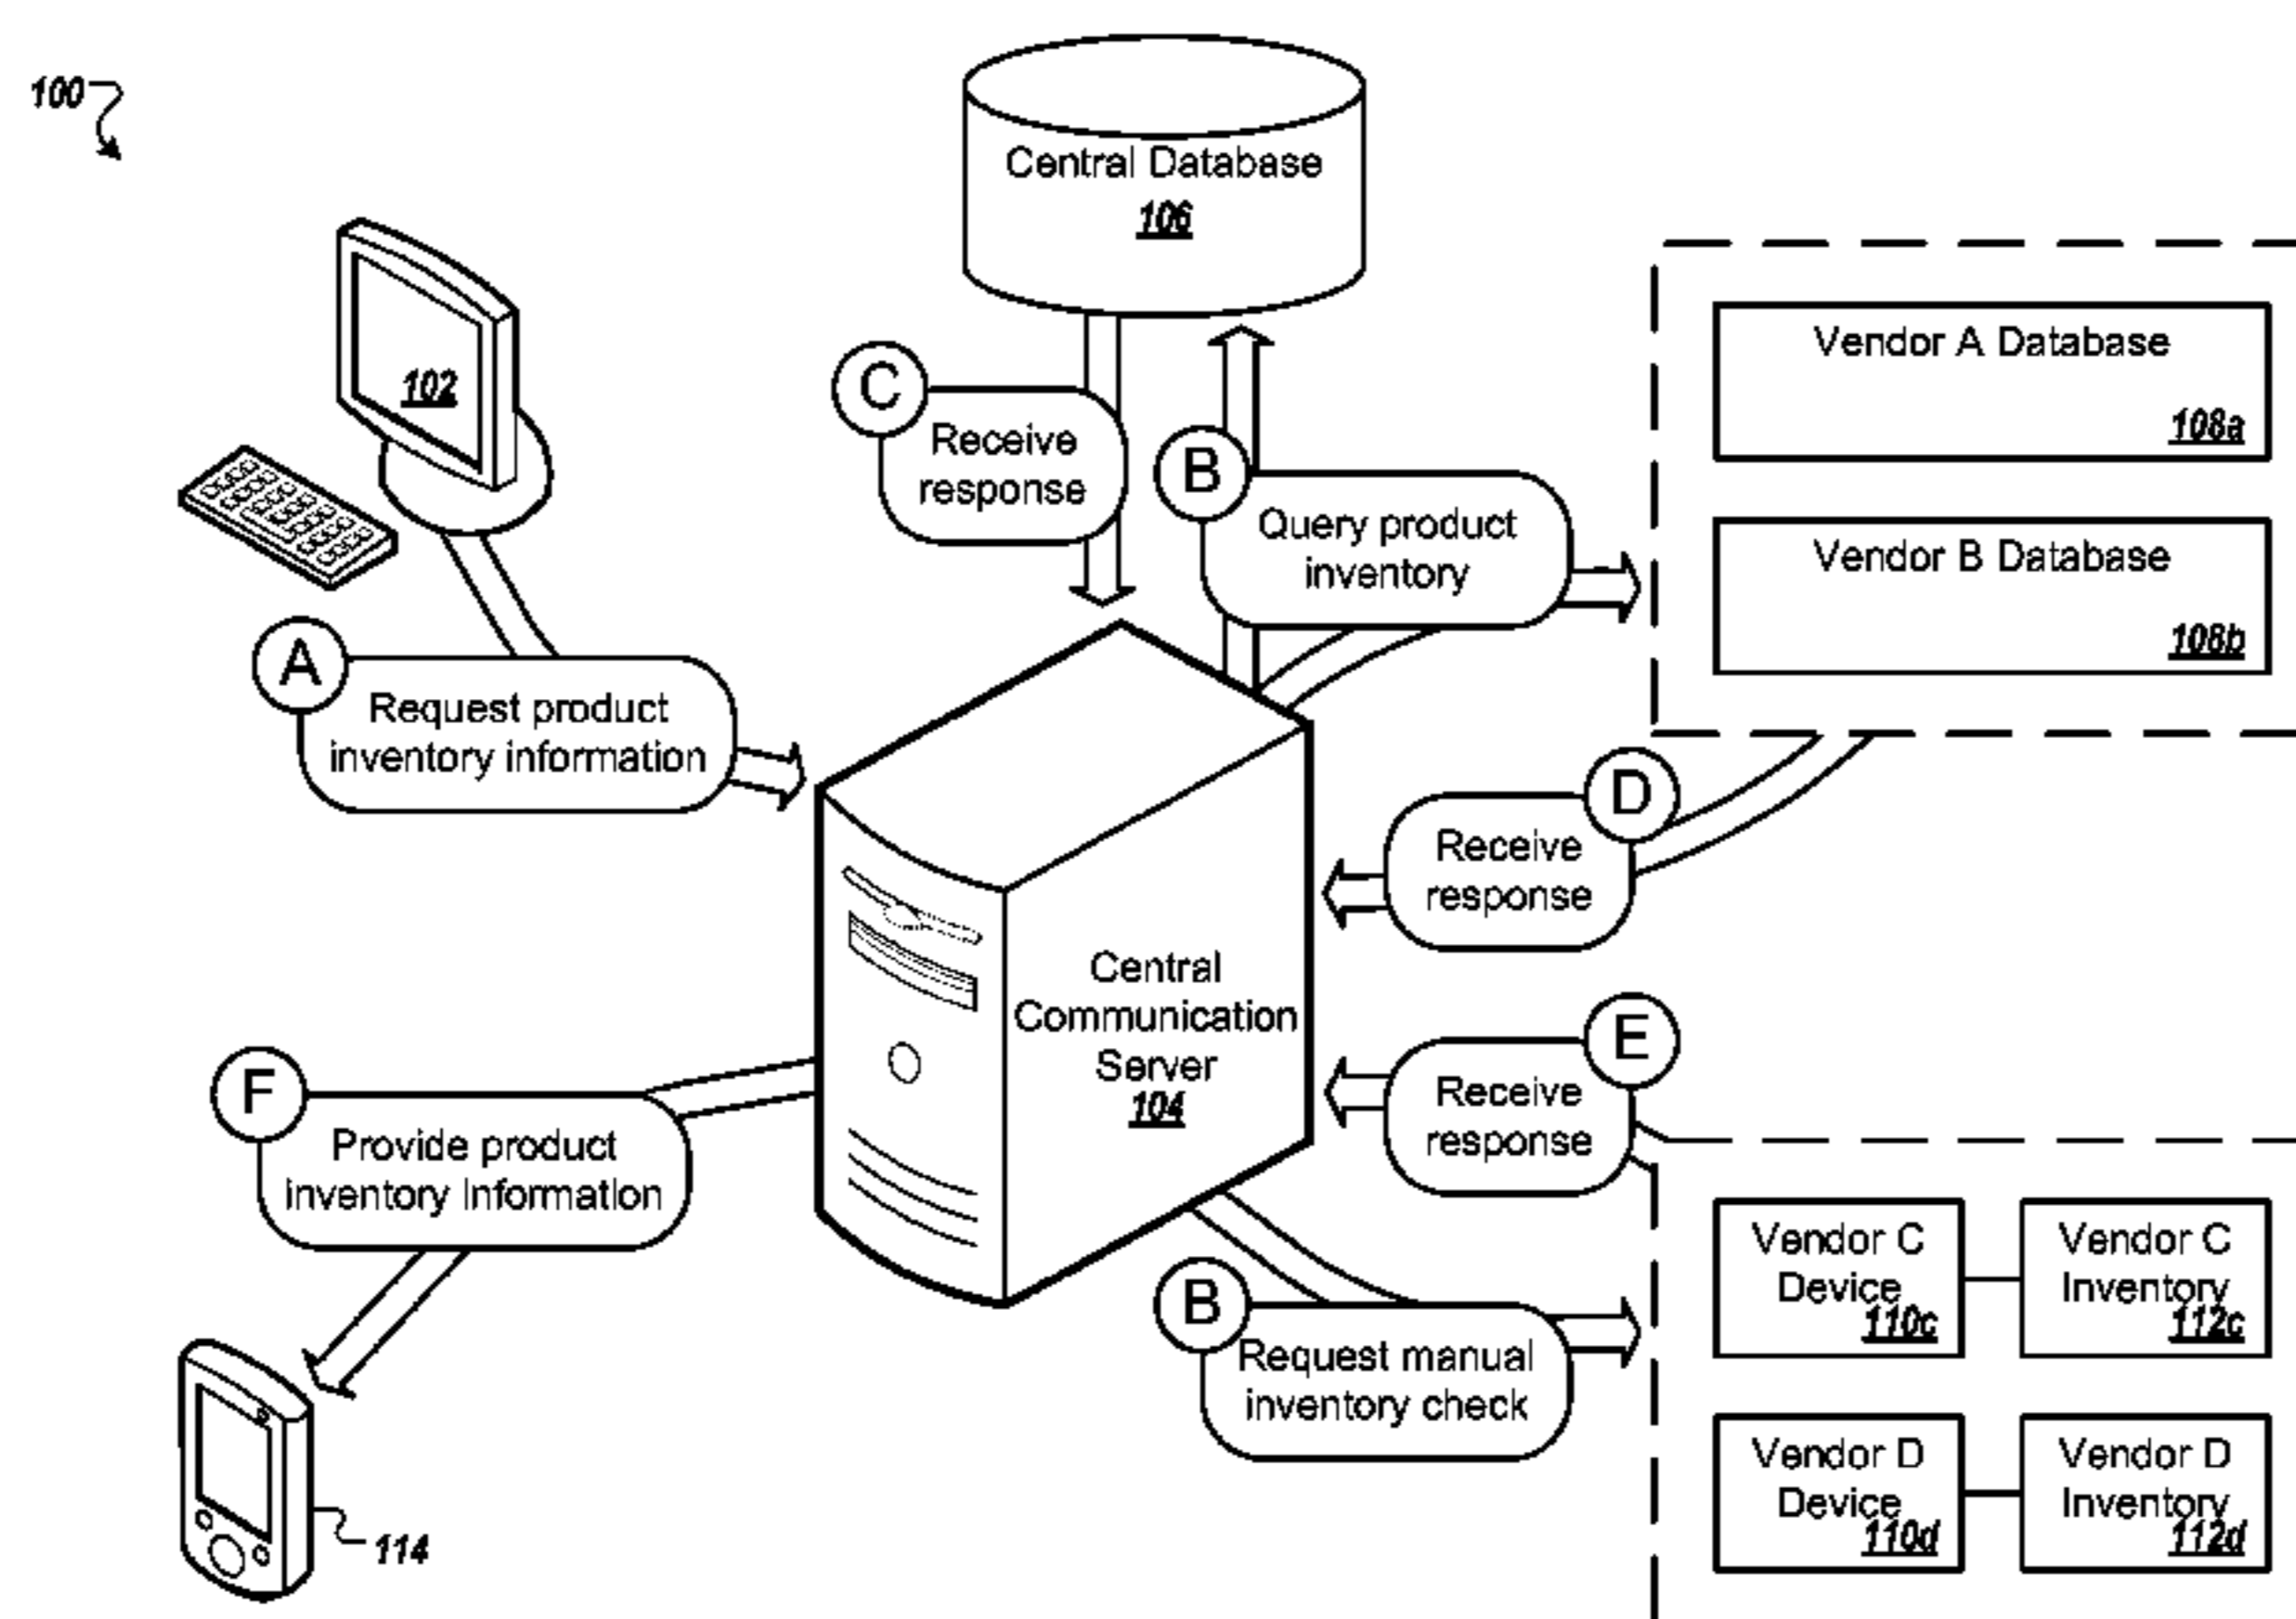 100
Central Database
106
102
Vendor A Database
108a
C
Receive
response
B
Query product
inventory
Vendor B Database
108b
A
Request product
inventory information
D
Receive
response
Central
Communication
Server
104
E
Receive
response
F
Provide product
inventory information
B
Request manual
inventory check
Vendor C
Device
110c
Vendor C
Inventory
112c
Vendor D
Device
110d
Vendor D
Inventory
112d
114